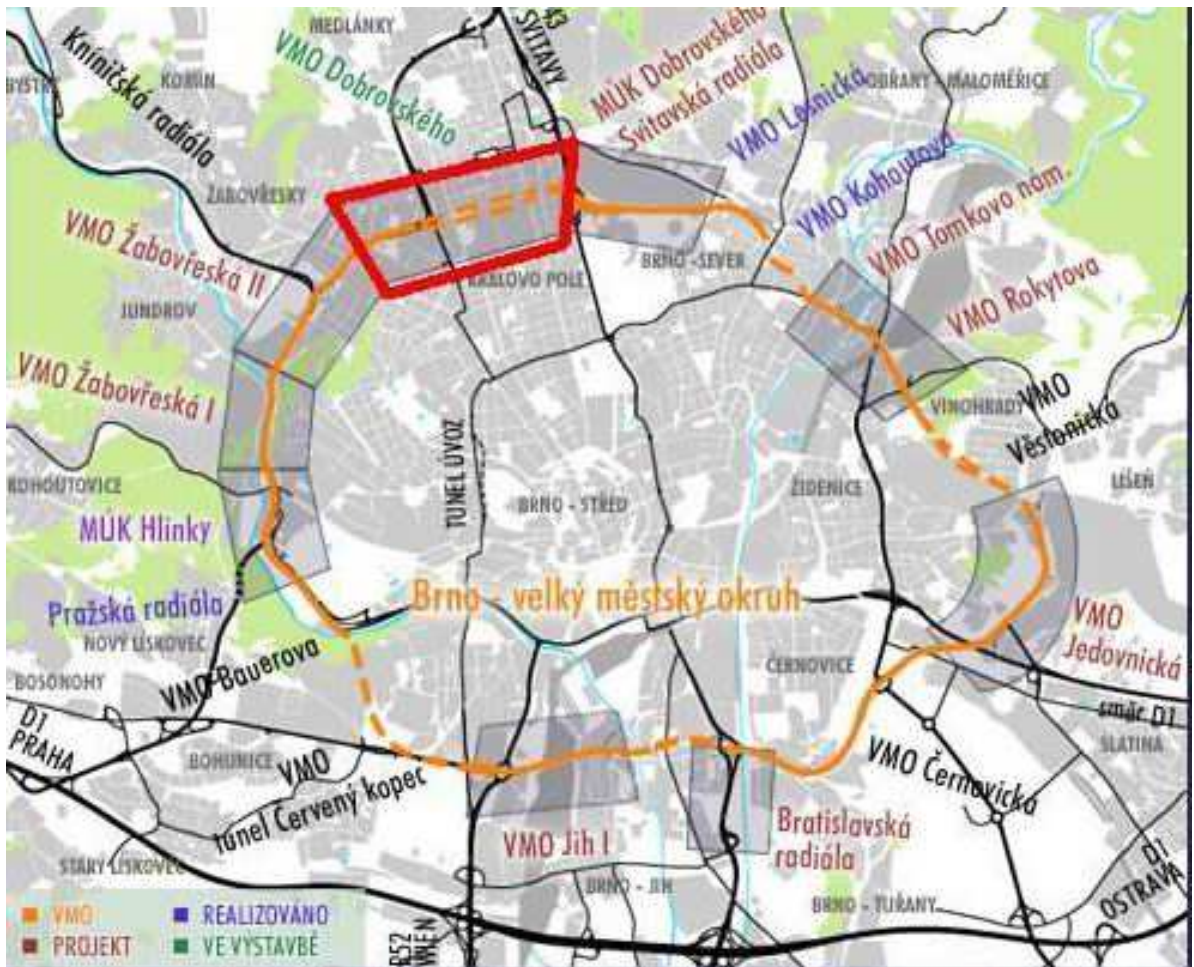 MEDLÁNKY
43
SVITAVY
VMO Dobrovského
MÚK Dobrovského
Svitavská radiála
Kníničská radiála
KOMÍN
BYSTR
VMO Lesnická
OBŘANY - MALOMĚŘICE
VMO Kohoutova
VMO Tomkovo nám.
ŽABOVŘESKY
VMO Žabovřeská II
KRÁLOVO POLE
BRNO - SEVER
VMO Rokytova
JUNDROV
VMO Žabovřeská I
VINOHRADY
VMO
Věstonická
TUNEL ÚVOZ
KOHOUTOVICE
BRNO - STŘED
ŽIDENICE
LÍŠEŇ
MÚK Hlinky
Brno - velký městský okruh
Pražská radiála
NOVÝ LÍSKOVEC
VMO Bauerova
ČERNOVICE
VMO
Jedovnická
BOSONOHY
D1
PRAHA
směr D1
SLATINA
BOHUNICE
VMO
tunel Červený kopec
VMO Černovická
VMO Jih I
Bratislavská
radiála
STARÝ LÍSKOVEC
BRNO - JIH
BRNO - TUŘANY
D1
OSTRAVA
R52
WIEN
VMO
REALIZOVÁNO
PROJEKT
VE VÝSTAVBĚ